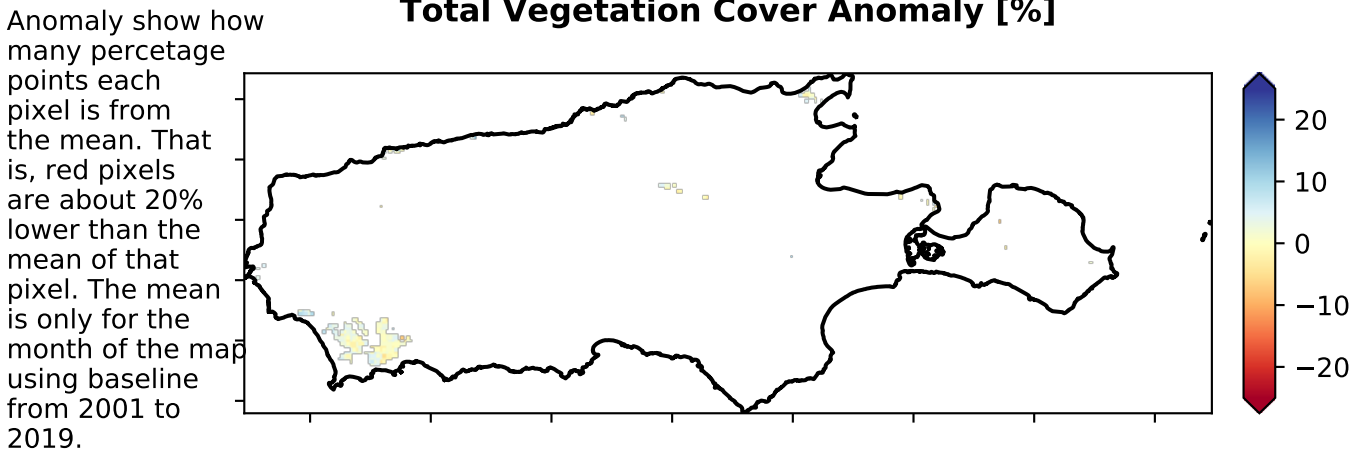 Total Vegetation Cover Anomaly [%]
Anomaly show how
many percetage
points each
pixel is from
the mean. That
is, red pixels
are about 20%
lower than the
mean of that
pixel. The mean
is only for the
month of the map
using baseline
from 2001 to
2019.
20
10
0
−10
−20